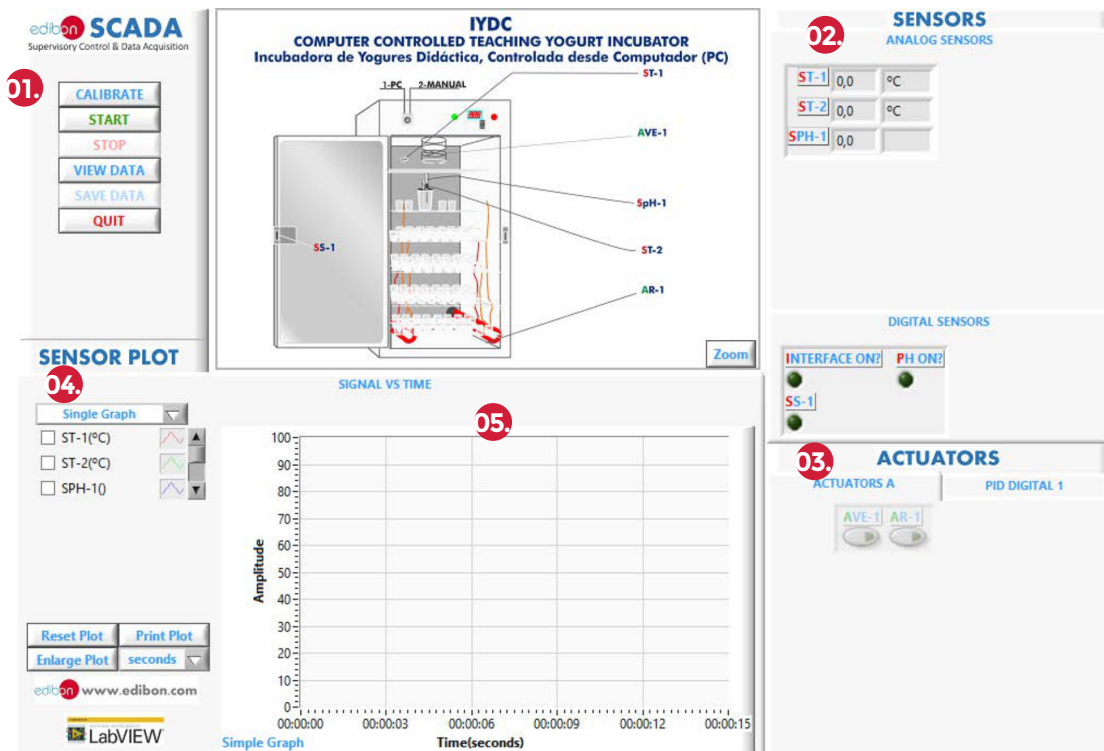 edibon SCADA
Supervisory Control & Data Acquisition
01.
CALIBRATE
START
STOP
VIEW DATA
SAVE DATA
QUIT
IYDC
COMPUTER CONTROLLED TEACHING YOGURT INCUBATOR
Incubadora de Yogures Didáctica, Controlada desde Computador (PC)
1-PC 2-MANUAL
ST-1
AVE-1
SpH-1
SS-1
ST-2
AR-1
Zoom
SENSORS
02.
ANALOG SENSORS
ST-1 0,0 ºC
ST-2 0,0 ºC
SPH-1 0,0
DIGITAL SENSORS
INTERFACE ON? PH ON?
SS-1
03.
ACTUATORS
ACTUATORS A PID DIGITAL 1
AVE-1 AR-1
SENSOR PLOT
04.
Single Graph
ST-1(ºC)
ST-2(ºC)
SPH-1()
Reset Plot Print Plot
Enlarge Plot seconds
edibon www.edibon.com
LabVIEW
SIGNAL VS TIME
05.
Amplitude
100
90
80
70
60
50
40
30
20
10
0
00:00:00 00:00:03 00:00:06 00:00:09 00:00:12 00:00:15
Simple Graph Time(seconds)